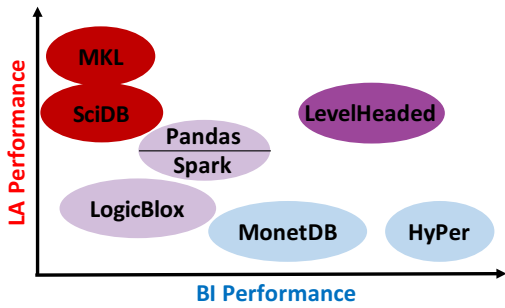 LA Performance
MKL
SciDB
LevelHeaded
Pandas
Spark
LogicBlox
MonetDB
HyPer
BI Performance